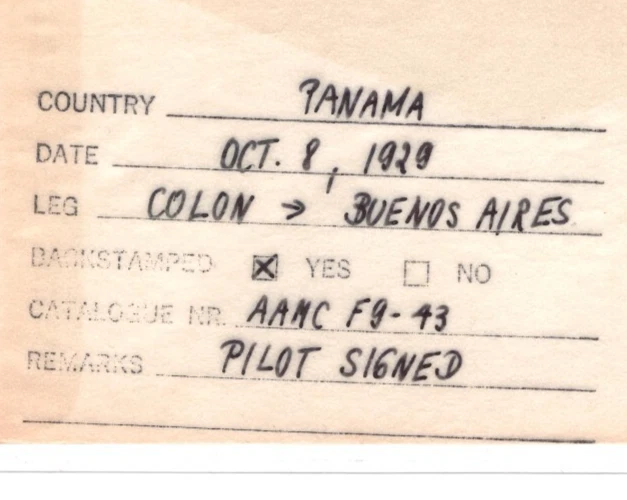 COUNTRY PANAMA
DATE OCT. 8, 1929
LEG COLON → BUENOS AIRES
BACKSTAMPED ☒ YES ☐ NO
CATALOGUE NR. AAMC F9-43
REMARKS PILOT SIGNED